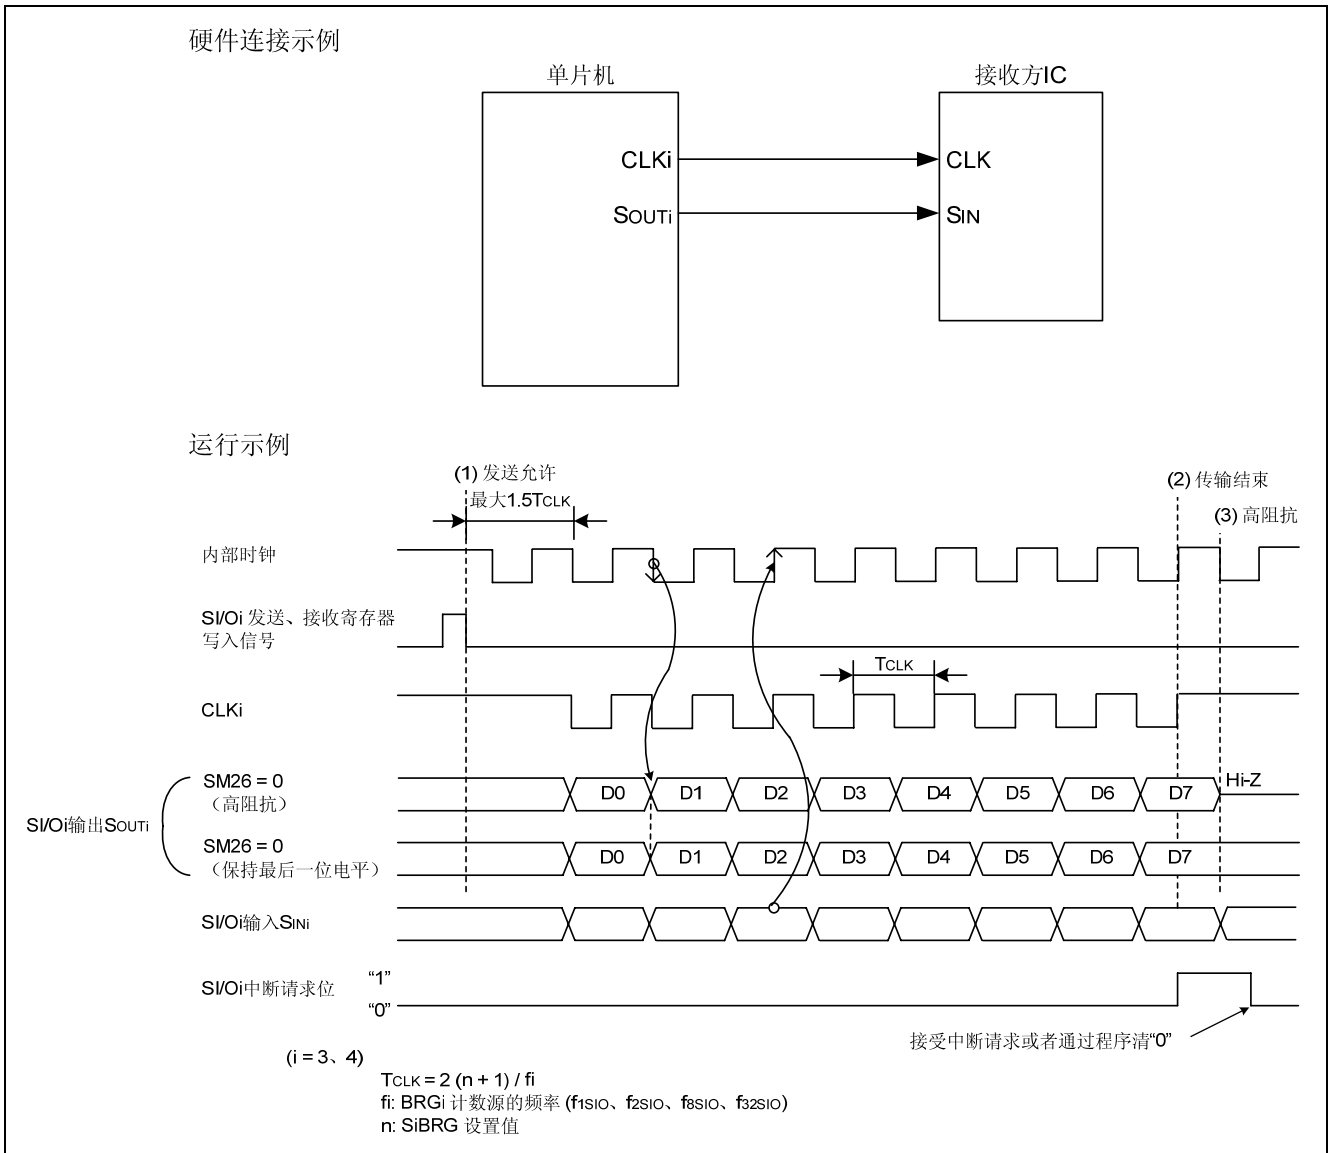 硬件连接示例
单片机
接收方IC
CLKi
CLK
SOUTi
SIN
运行示例
(1) 发送允许
最大1.5TCLK
(2) 传输结束
(3) 高阻抗
内部时钟
SI/Oi 发送、接收寄存器
写入信号
TCLK
CLKi
SM26 = 0
（高阻抗）
D0 D1 D2 D3 D4 D5 D6 D7 Hi-Z
SI/Oi输出SOUTi
SM26 = 0
（保持最后一位电平）
D0 D1 D2 D3 D4 D5 D6 D7
SI/Oi输入SINi
SI/Oi中断请求位
“1”
“0”
接受中断请求或者通过程序清“0”
(i = 3、4)
TCLK = 2 (n + 1) / fi
fi: BRGi 计数源的频率 (f1SIO、f2SIO、f8SIO、f32SIO)
n: SiBRG 设置值